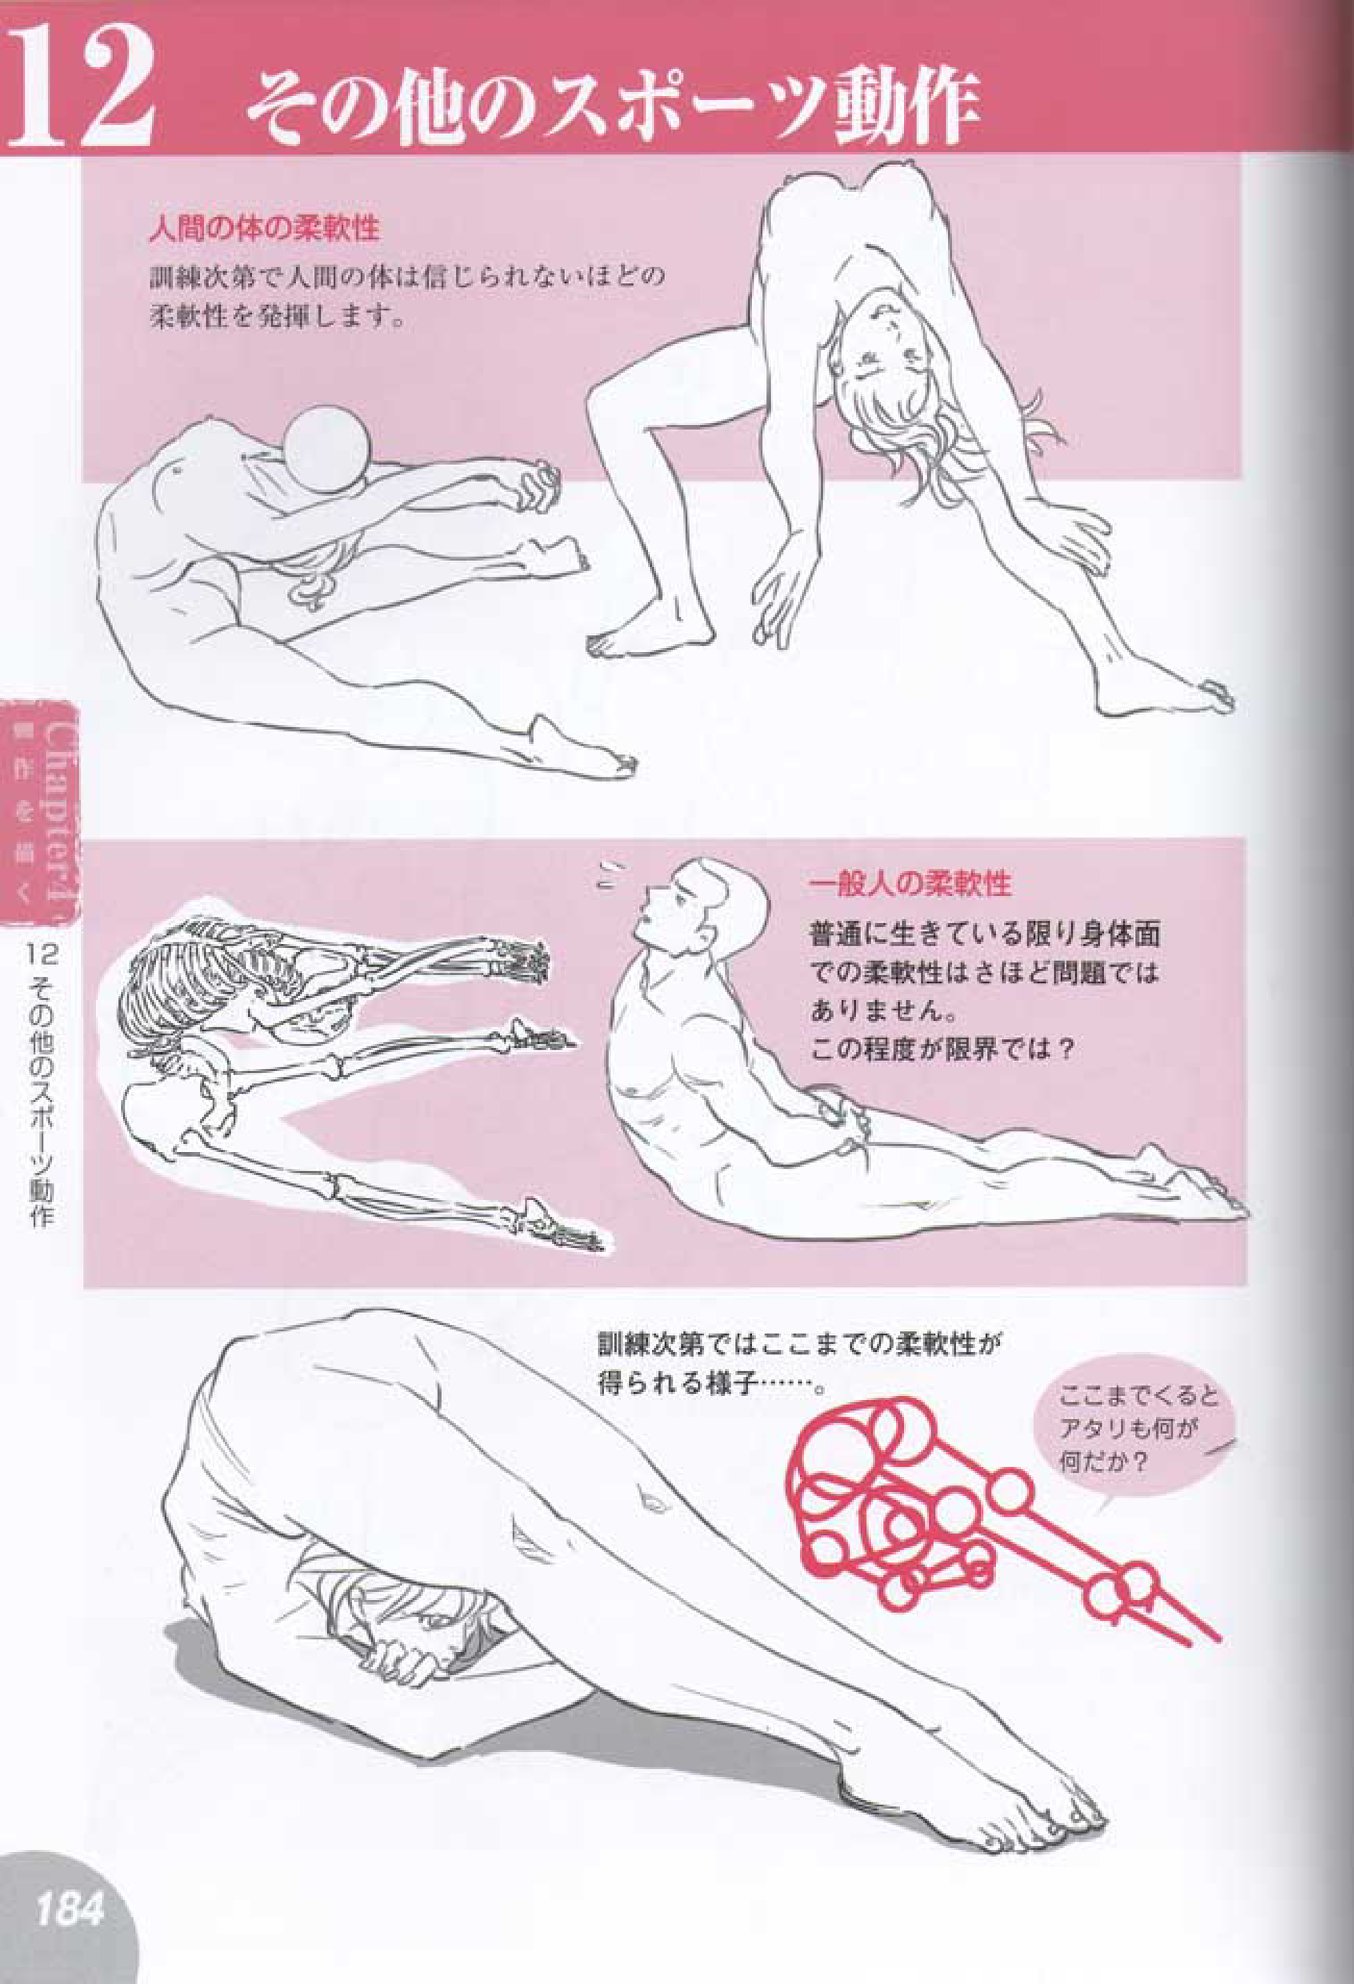 12
その他のスポーツ動作
人間の体の柔軟性
訓練次第で人間の体は信じられないほどの
柔軟性を発揮します。
一般人の柔軟性
普通に生きている限り身体面
での柔軟性はさほど問題では
ありません。
この程度が限界では？
訓練次第ではここまでの柔軟性が
得られる様子……。
ここまでくると
アタリも何が
何だか？
Chapter
作を描く
12 その他のスポーツ動作
184